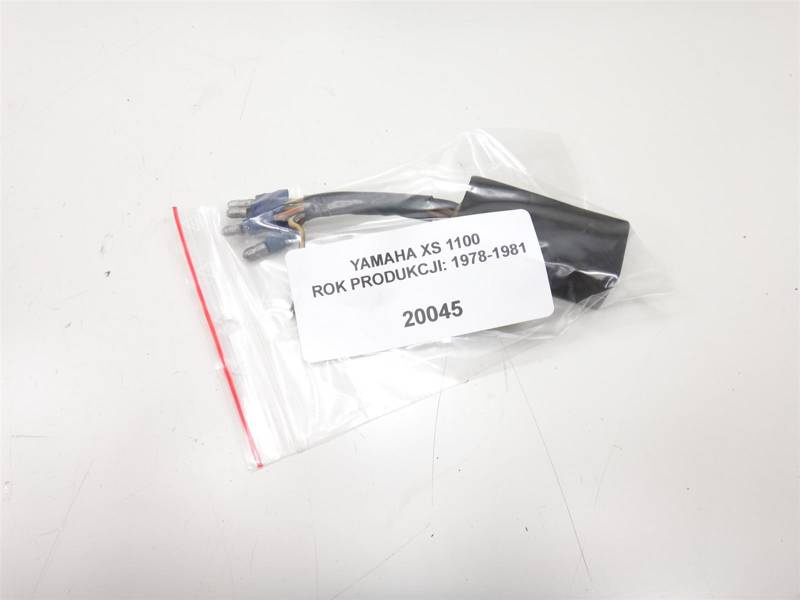 YAMAHA XS 1100
ROK PRODUKCJI: 1978-1981
20045